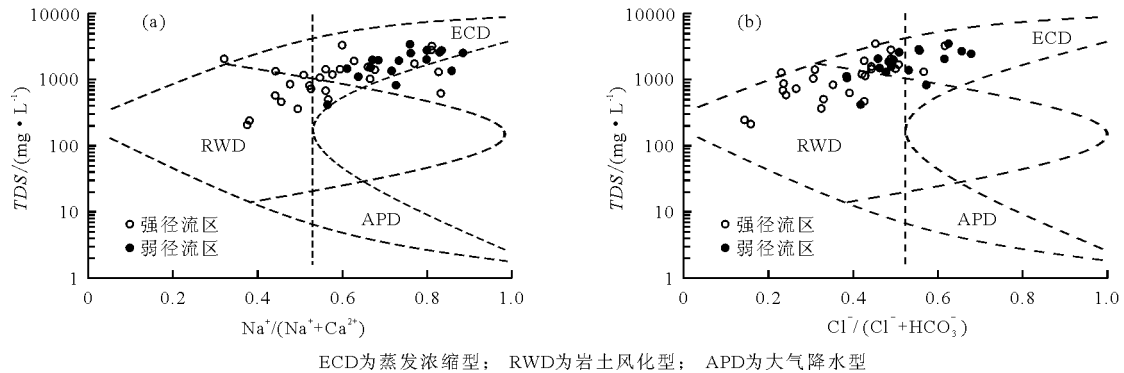 (a)
10000
1000
100
10
1
TDS/(mg·L⁻¹)
ECD
RWD
APD
强径流区
弱径流区
0 0.2 0.4 0.6 0.8 1.0
Na⁺/(Na⁺+Ca²⁺)
(b)
10000
1000
100
10
1
TDS/(mg·L⁻¹)
ECD
RWD
APD
强径流区
弱径流区
0 0.2 0.4 0.6 0.8 1.0
Cl⁻/(Cl⁻+HCO₃⁻)
ECD为蒸发浓缩型; RWD为岩土风化型; APD为大气降水型